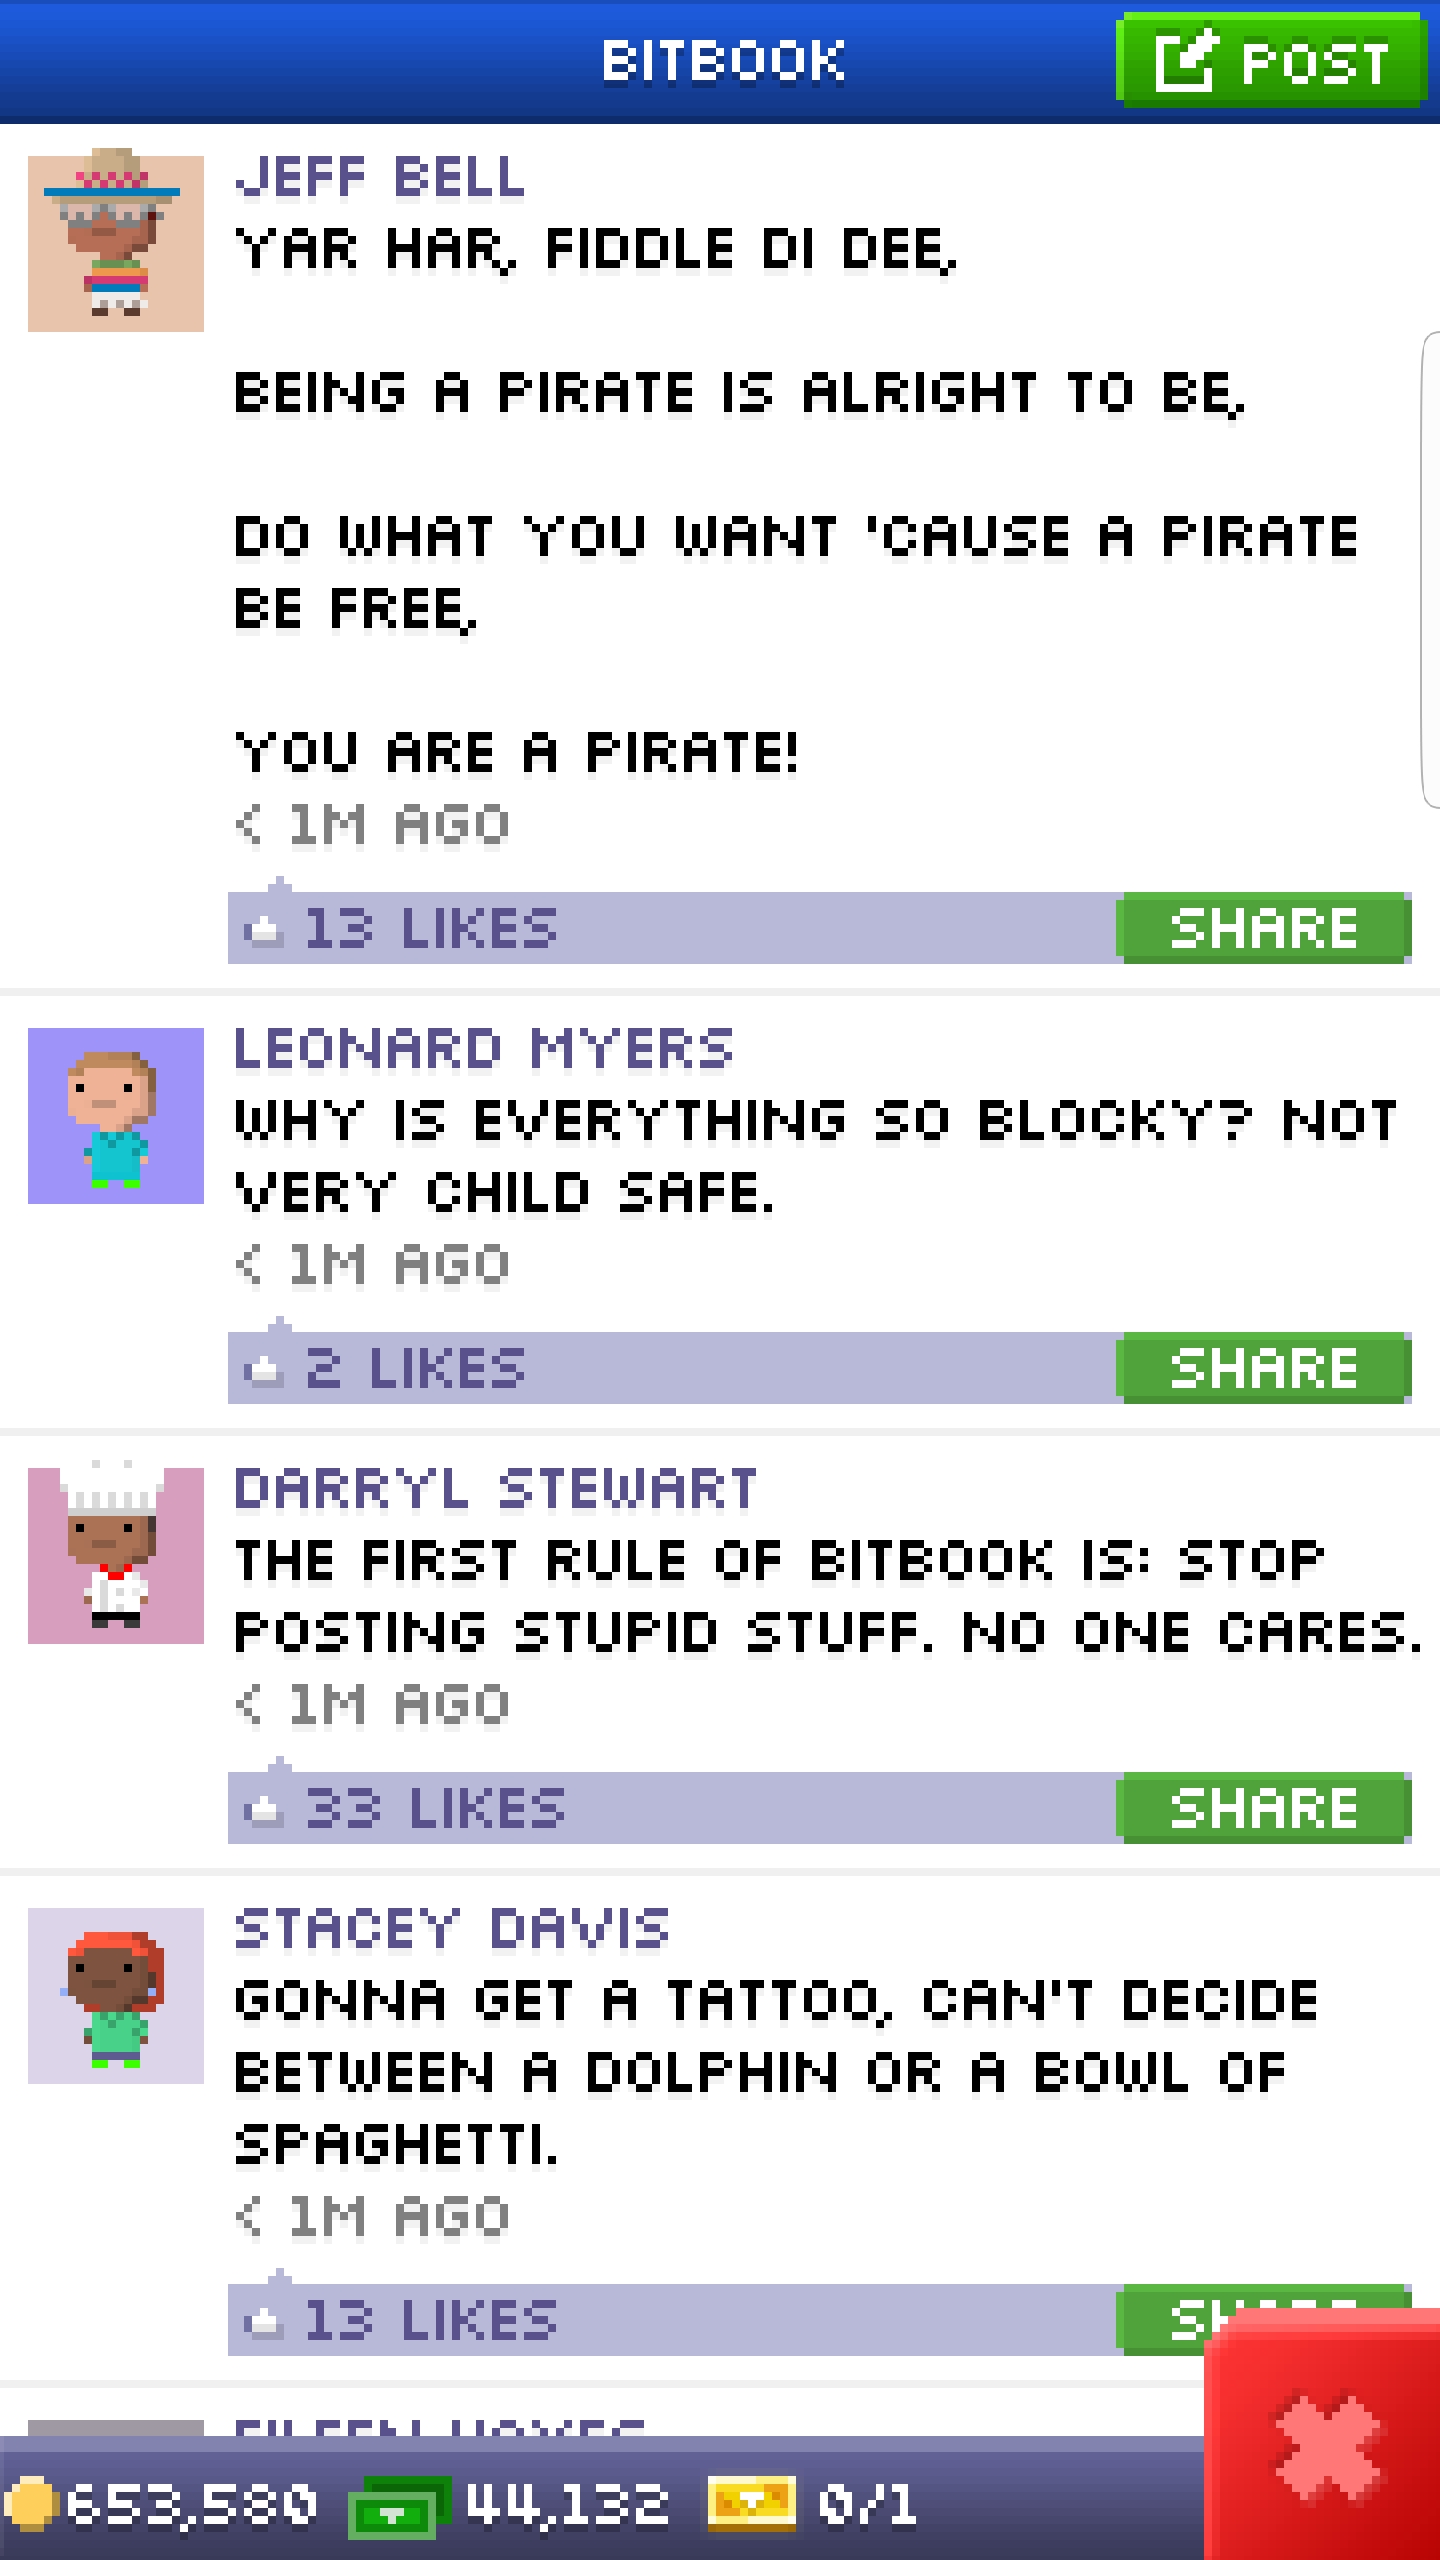 BITBOOK
POST
JEFF BELL
YAR HAR, FIDDLE DI DEE,
BEING A PIRATE IS ALRIGHT TO BE,
DO WHAT YOU WANT 'CAUSE A PIRATE
BE FREE,
YOU ARE A PIRATE!
< 1M AGO
13 LIKES
SHARE
LEONARD MYERS
WHY IS EVERYTHING SO BLOCKY? NOT
VERY CHILD SAFE.
< 1M AGO
2 LIKES
SHARE
DARRYL STEWART
THE FIRST RULE OF BITBOOK IS: STOP
POSTING STUPID STUFF. NO ONE CARES.
< 1M AGO
33 LIKES
SHARE
STACEY DAVIS
GONNA GET A TATTOO, CAN'T DECIDE
BETWEEN A DOLPHIN OR A BOWL OF
SPAGHETTI.
< 1M AGO
13 LIKES
653,580
44,132
0/1